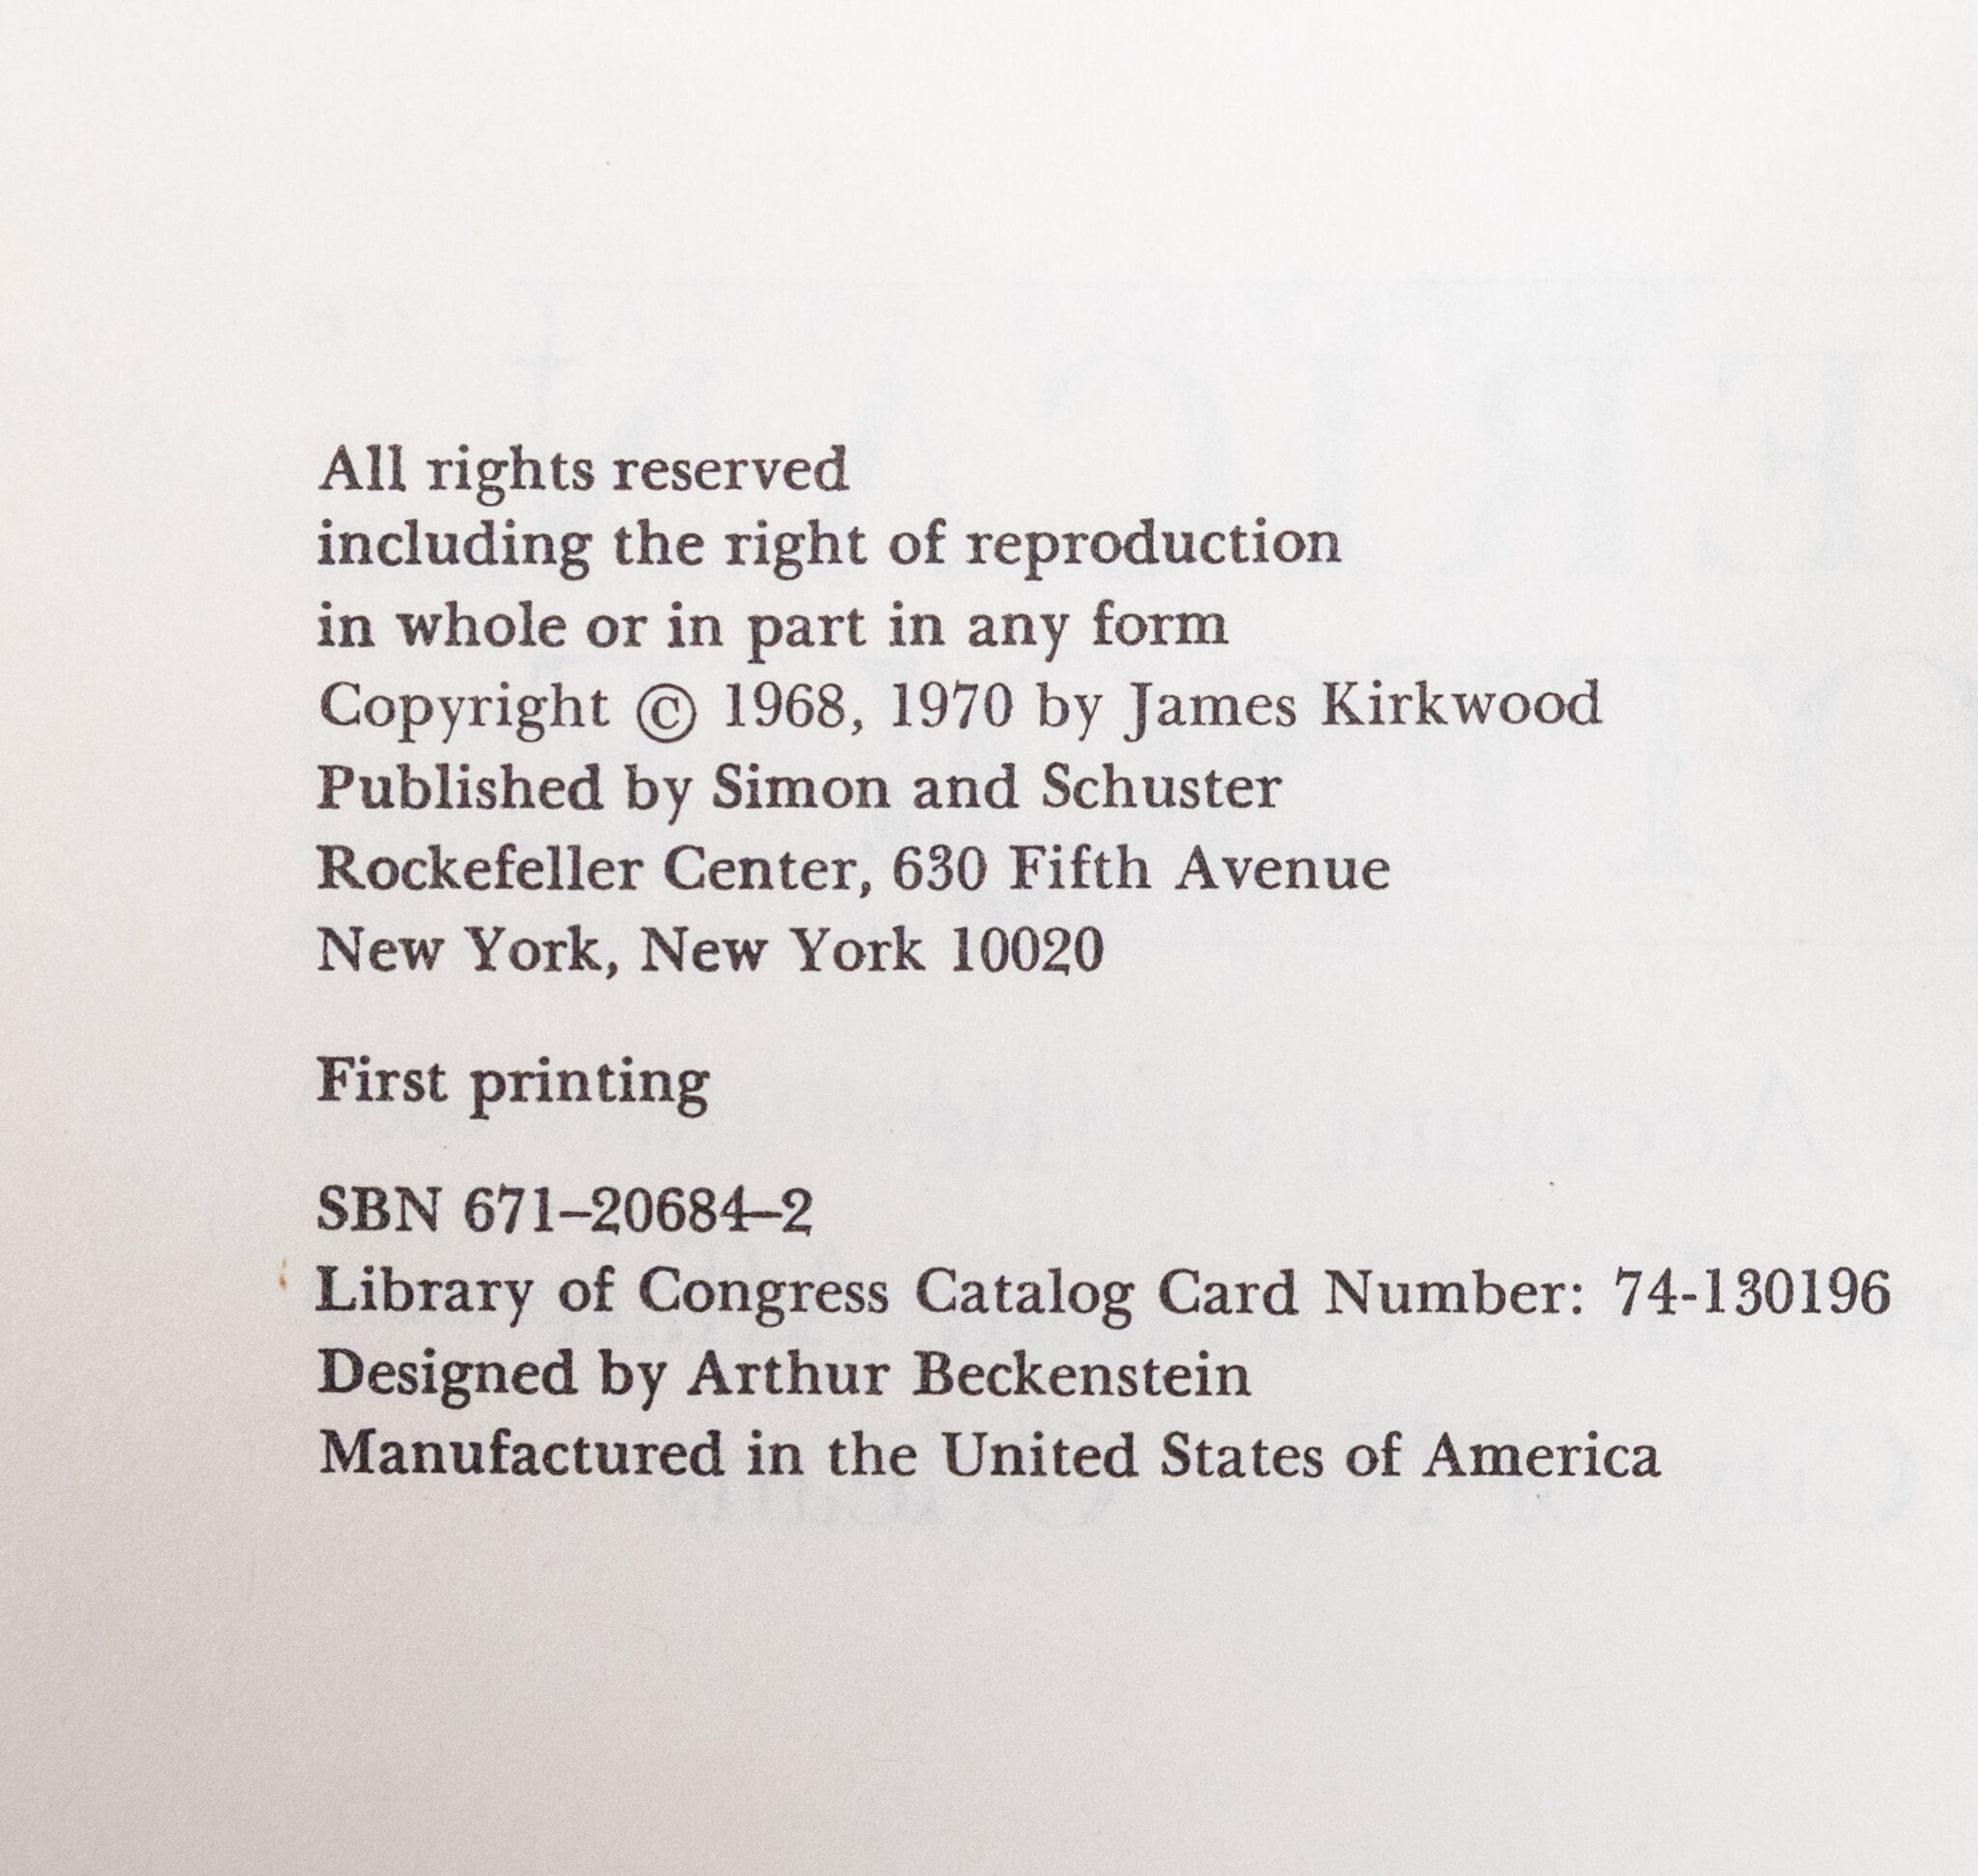 All rights reserved
including the right of reproduction
in whole or in part in any form
Copyright © 1968, 1970 by James Kirkwood
Published by Simon and Schuster
Rockefeller Center, 630 Fifth Avenue
New York, New York 10020
First printing
SBN 671–20684–2
Library of Congress Catalog Card Number: 74-130196
Designed by Arthur Beckenstein
Manufactured in the United States of America